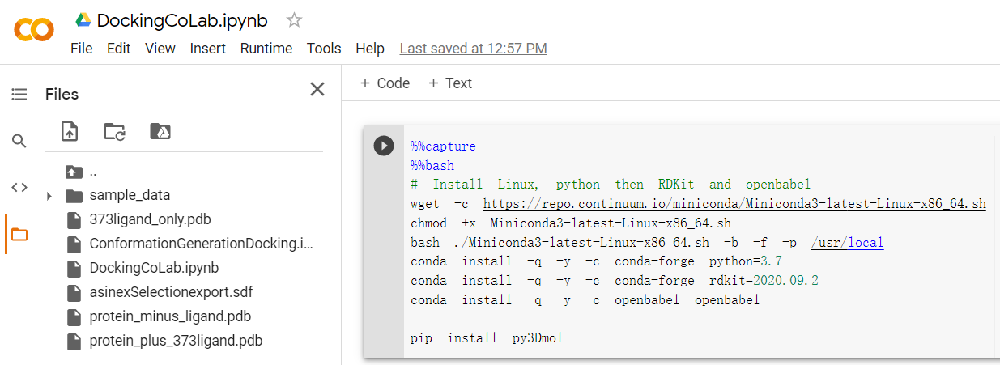 DockingCoLab.ipynb
File Edit View Insert Runtime Tools Help Last saved at 12:57 PM
Files
+ Code + Text
..
sample_data
373ligand_only.pdb
ConformationGenerationDocking.i...
DockingCoLab.ipynb
asinexSelectionexport.sdf
protein_minus_ligand.pdb
protein_plus_373ligand.pdb
%%capture
%%bash
# Install Linux, python then RDKit and openbabel
wget -c https://repo.continuum.io/miniconda/Miniconda3-latest-Linux-x86_64.sh
chmod +x Miniconda3-latest-Linux-x86_64.sh
bash ./Miniconda3-latest-Linux-x86_64.sh -b -f -p /usr/local
conda install -q -y -c conda-forge python=3.7
conda install -q -y -c conda-forge rdkit=2020.09.2
conda install -q -y -c openbabel openbabel
pip install py3Dmol